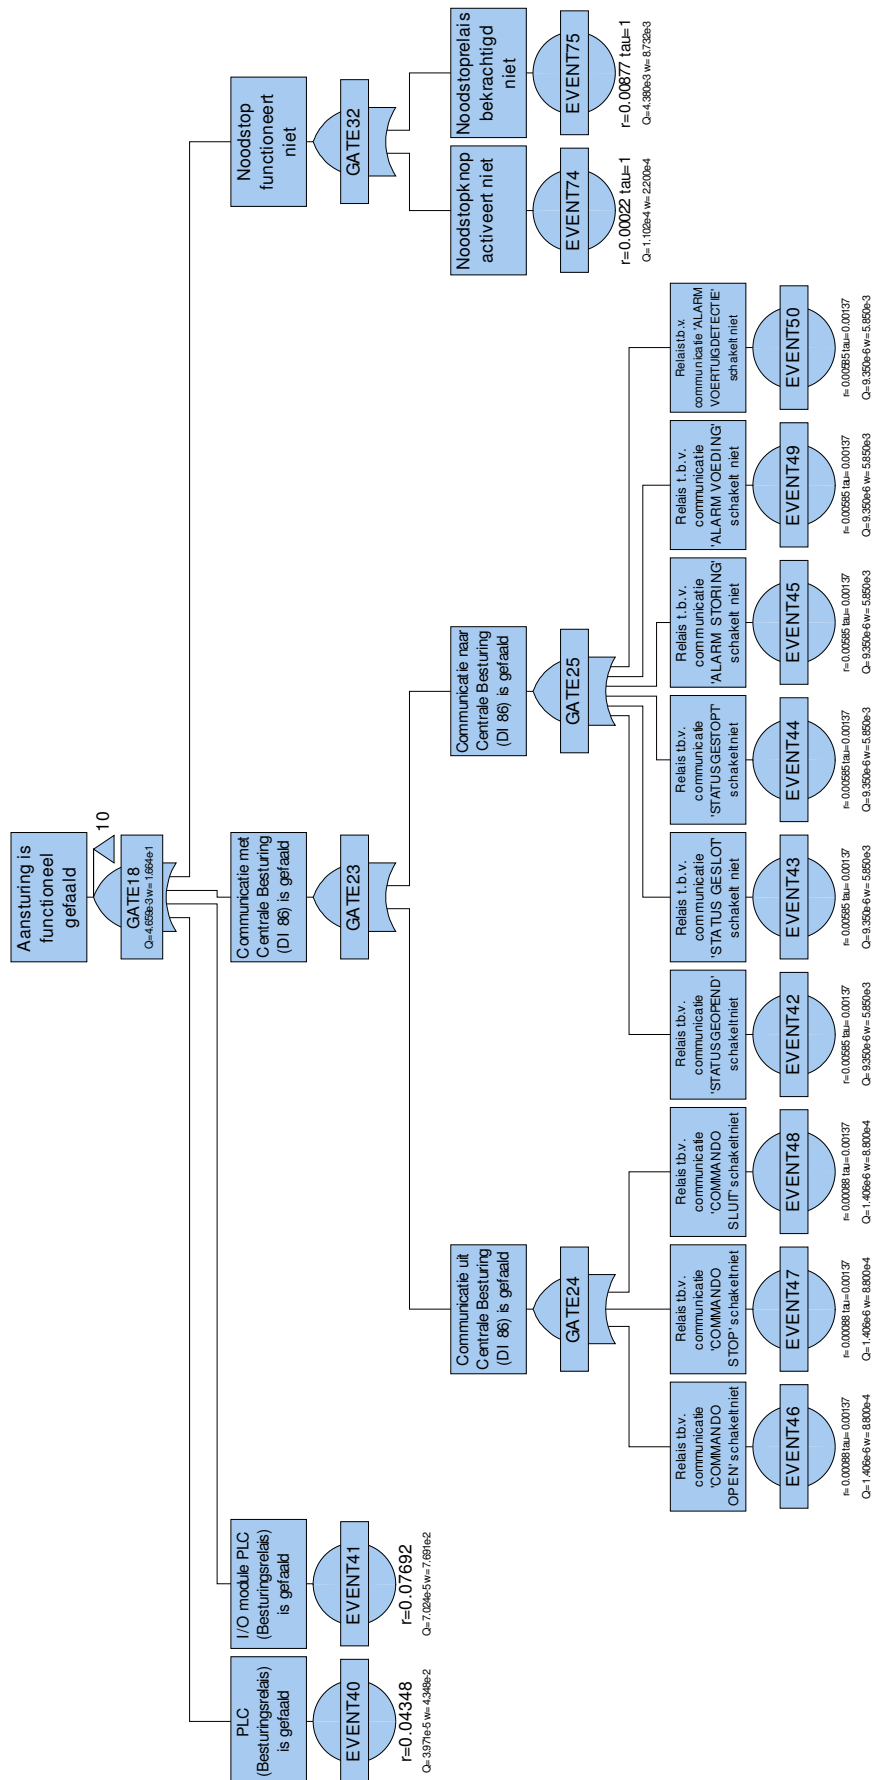 Aansturing is
functioneel
gefaald
10
GATE18
Q=4.659e-3 w= 1.664e-1
PLC
(Besturingsrelais)
is gefaald
EVENT40
r=0.04348
Q=3.971e-5 w=4.348e-2
I/O module PLC
(Besturingsrelais)
is gefaald
EVENT41
r=0.07692
Q=7.024e-5 w=7.691e-2
Communicatie met
Centrale Besturing
(DI 86) is gefaald
GATE23
Noodstop
functioneert
niet
GATE32
Communicatie uit
Centrale Besturing
(DI 86) is gefaald
GATE24
Communicatie naar
Centrale Besturing
(DI 86) is gefaald
GATE25
Noodstopknop
activeert niet
EVENT74
r=0.00022 tau=1
Q=1.102e-4 w=2.200e-4
Noodstoprelais
bekrachtigd
niet
EVENT75
r=0.00877 tau=1
Q=4.380e-3 w=8.732e-3
Relais t.b.v.
communicatie
'COMMANDO
OPEN' schakelt niet
EVENT46
r=0.00088 tau=0.00137
Q=1.406e-6 w=8.800e-4
Relais t.b.v.
communicatie
'COMMANDO
STOP' schakelt niet
EVENT47
r=0.00088 tau=0.00137
Q=1.406e-6 w=8.800e-4
Relais t.b.v.
communicatie
'COMMANDO
SLUIT' schakelt niet
EVENT48
r=0.00088 tau=0.00137
Q=1.406e-6 w=8.800e-4
Relais t.b.v.
communicatie
'STATUS GEOPEND'
schakelt niet
EVENT42
r=0.00585 tau=0.00137
Q=9.350e-6 w=5.850e-3
Relais t.b.v.
communicatie
'STATUS GESLOT'
schakelt niet
EVENT43
r=0.00585 tau=0.00137
Q=9.350e-6 w=5.850e-3
Relais t.b.v.
communicatie
'STATUS GESTOPT'
schakelt niet
EVENT44
r=0.00585 tau=0.00137
Q=9.350e-6 w=5.850e-3
Relais t.b.v.
communicatie
'ALARM STORING'
schakelt niet
EVENT45
r=0.00585 tau=0.00137
Q=9.350e-6 w=5.850e-3
Relais t.b.v.
communicatie
'ALARM VOEDING'
schakelt niet
EVENT49
r=0.00585 tau=0.00137
Q=9.350e-6 w=5.850e-3
Relais t.b.v.
communicatie 'ALARM
VOERTUIGDETECTIE'
schakelt niet
EVENT50
r=0.00585 tau=0.00137
Q=9.350e-6 w=5.850e-3